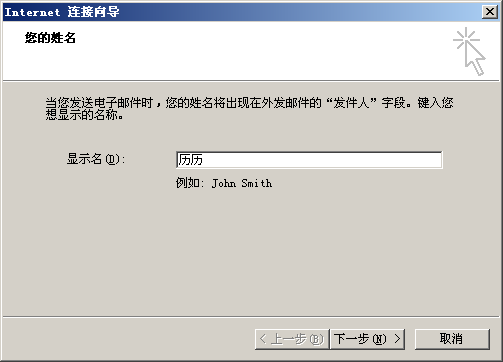 Internet 连接向导
您的姓名
当您发送电子邮件时，您的姓名将出现在外发邮件的“发件人”字段。键入您
想显示的名称。
显示名(D):
历历
例如: John Smith
< 上一步(B)
下一步(N) >
取消